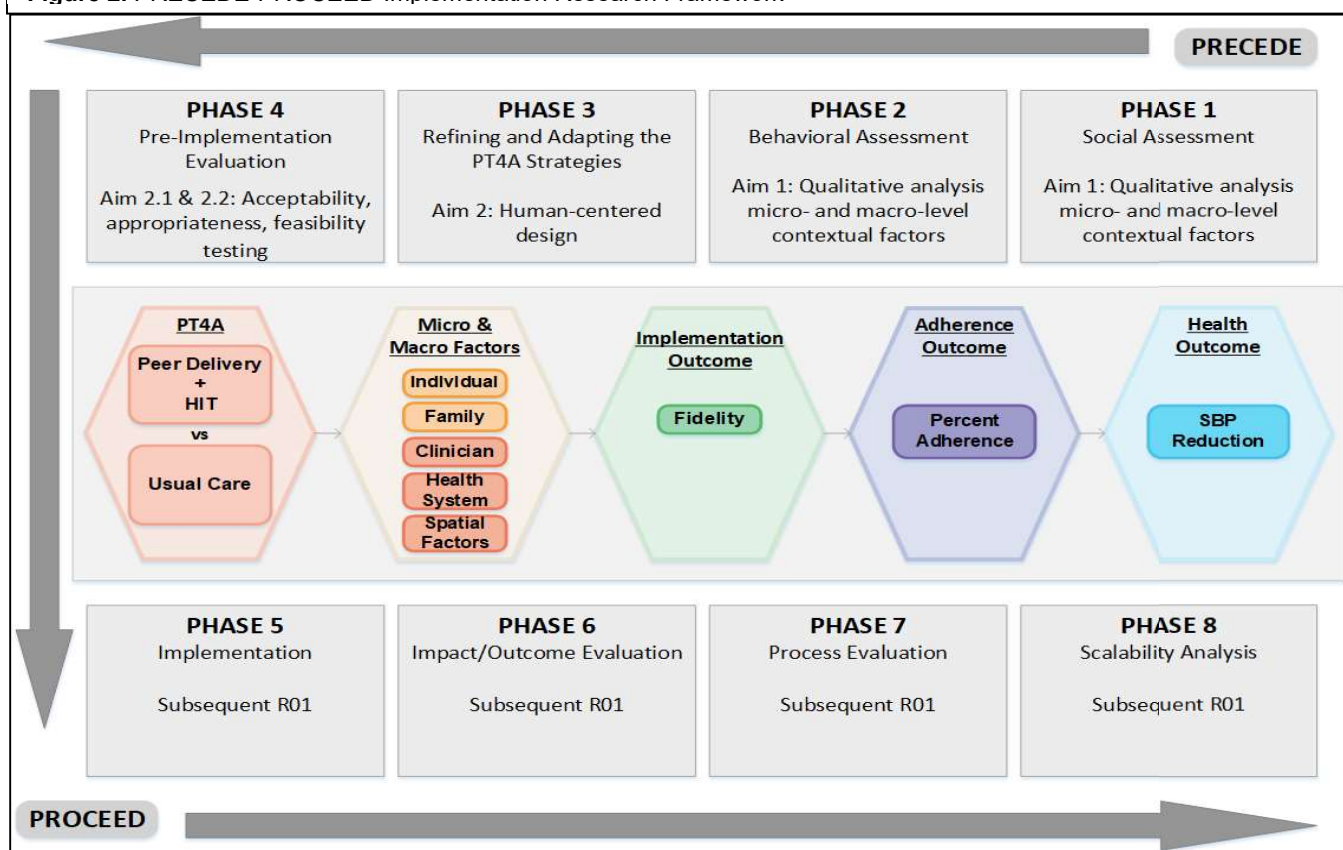 PRECEDE
PHASE 4
Pre-Implementation
Evaluation
Aim 2.1 & 2.2: Acceptability,
appropriateness, feasibility
testing
PHASE 3
Refining and Adapting the
PT4A Strategies
Aim 2: Human-centered
design
PHASE 2
Behavioral Assessment
Aim 1: Qualitative analysis
micro- and macro-level
contextual factors
PHASE 1
Social Assessment
Aim 1: Qualitative analysis
micro- and macro-level
contextual factors
PT4A
Peer Delivery
+
HIT
vs
Usual Care
Micro &
Macro Factors
Individual
Family
Clinician
Health
System
Spatial
Factors
Implementation
Outcome
Fidelity
Adherence
Outcome
Percent
Adherence
Health
Outcome
SBP
Reduction
PHASE 5
Implementation
Subsequent R01
PHASE 6
Impact/Outcome Evaluation
Subsequent R01
PHASE 7
Process Evaluation
Subsequent R01
PHASE 8
Scalability Analysis
Subsequent R01
PROCEED